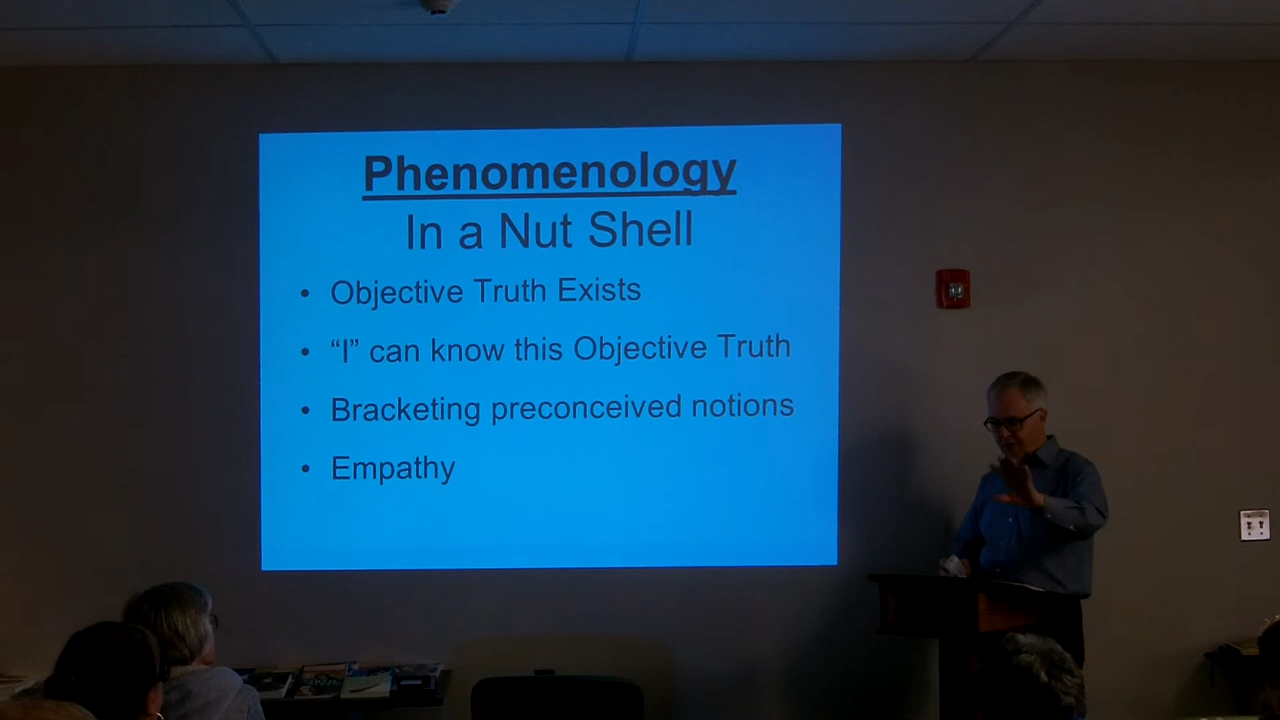 Phenomenology
In a Nut Shell
• Objective Truth Exists
• “I” can know this Objective Truth
• Bracketing preconceived notions
• Empathy